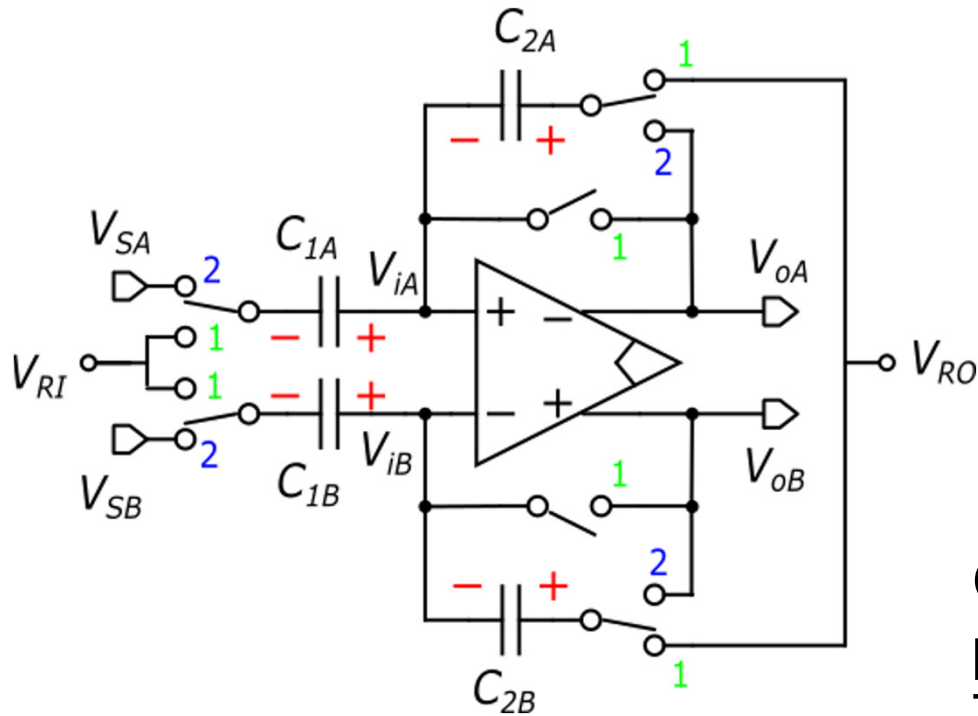 C2A
1
− +
2
VSA
2
C1A
ViA
1
VoA
− +
+ −
1
VRI
VRO
1
− +
− +
2
ViB
1
VoB
VSB
C1B
2
− +
C2B
1